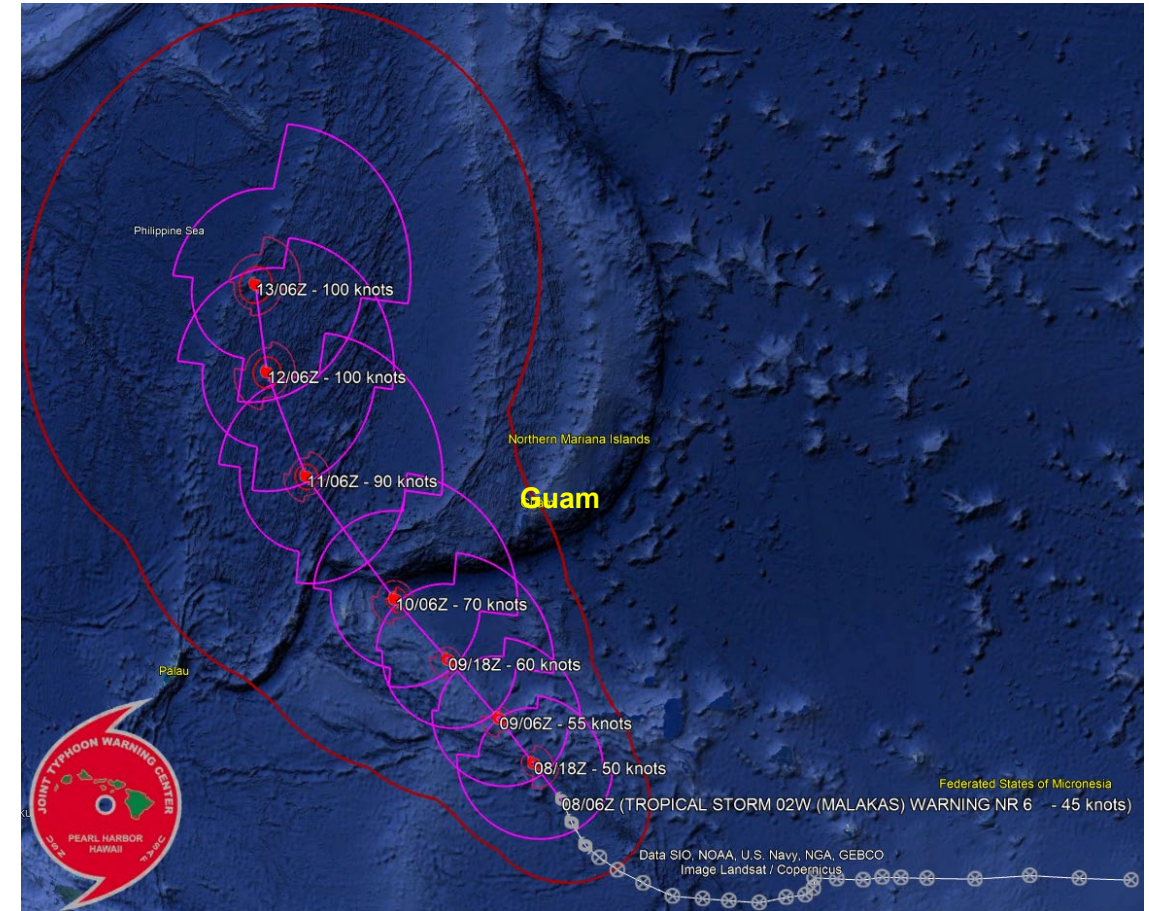 Philippine Sea
13/06Z - 100 knots
12/06Z - 100 knots
Northern Mariana Islands
11/06Z - 90 knots
Guam
10/06Z - 70 knots
09/18Z - 60 knots
Palau
09/06Z - 55 knots
08/18Z - 50 knots
Federated States of Micronesia
08/06Z (TROPICAL STORM 02W (MALAKAS) WARNING NR 6 - 45 knots)
JOINT TYPHOON WARNING CENTER
PEARL HARBOR
HAWAII
USN
USAF
Data SIO, NOAA, U.S. Navy, NGA, GEBCO
Image Landsat / Copernicus